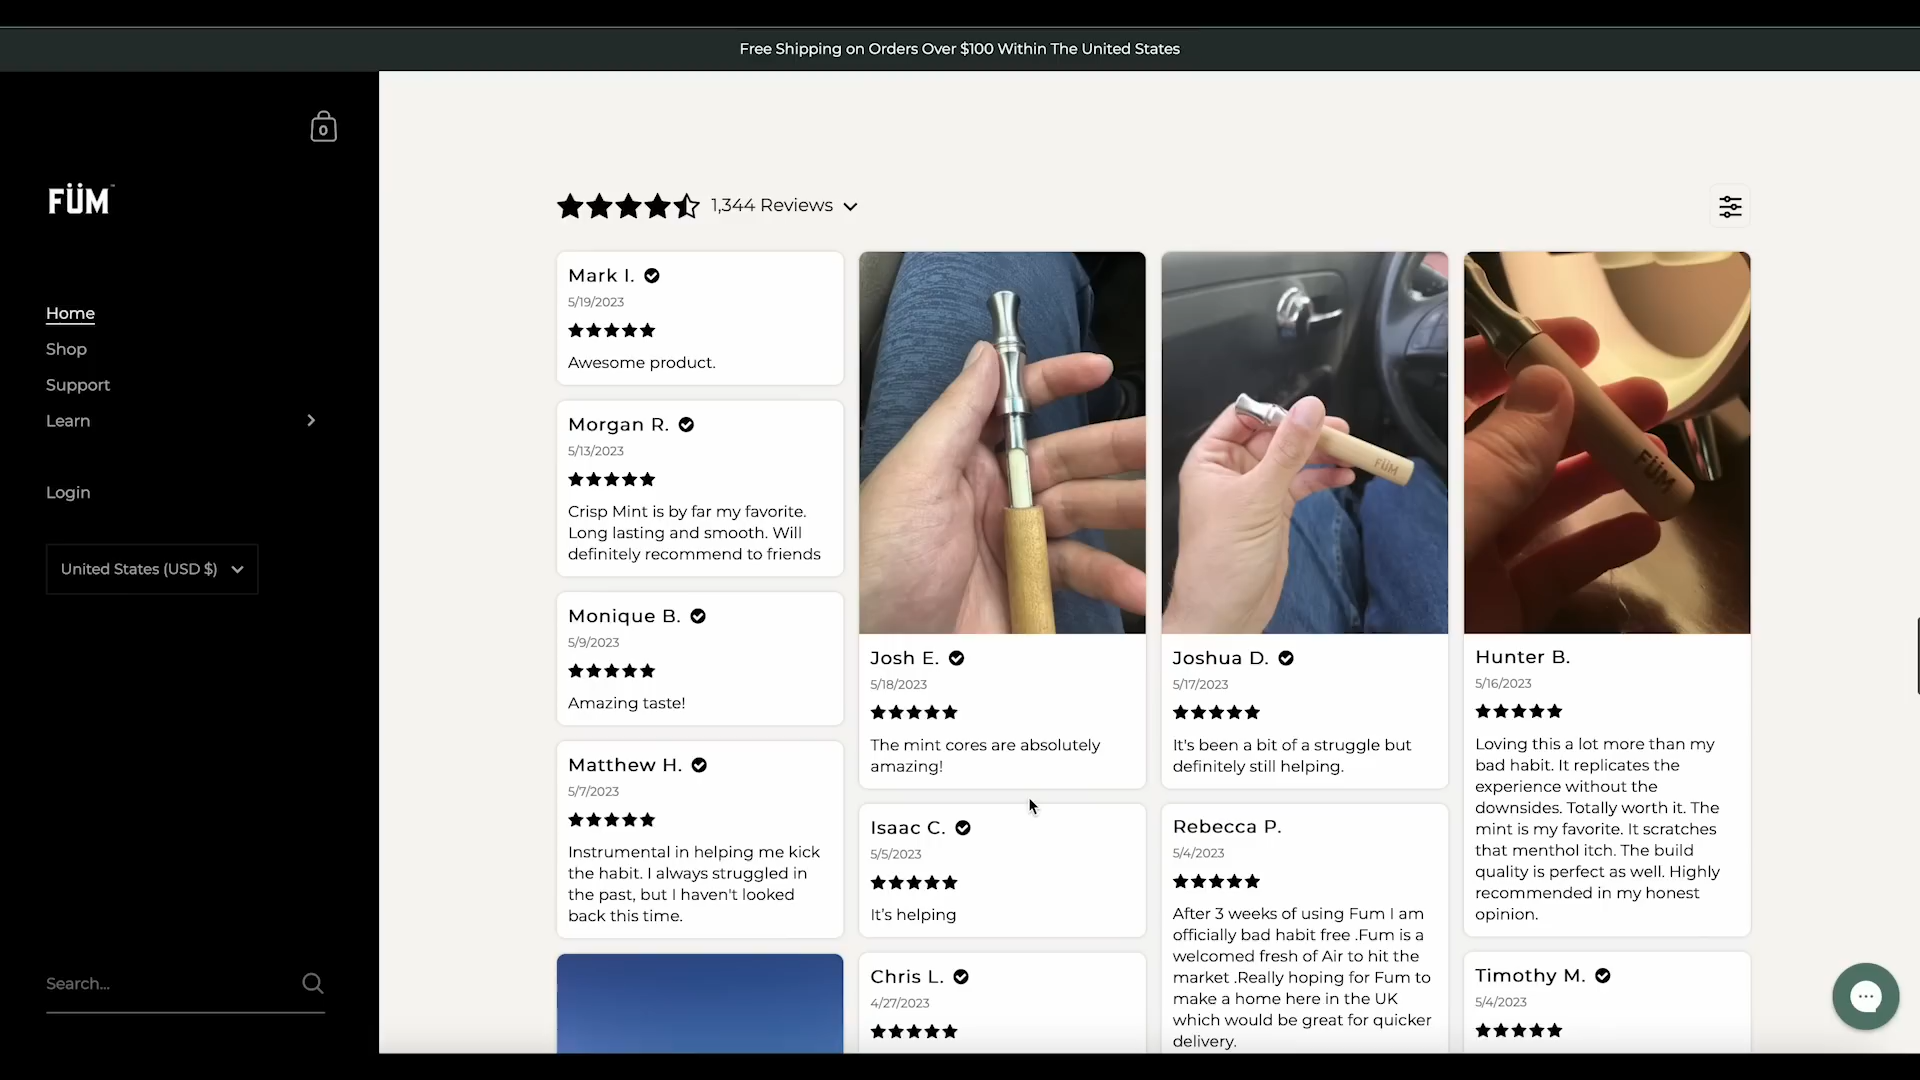 Free Shipping on Orders Over $100 Within The United States
0
FÜM
Home
Shop
Support
Learn
Login
United States (USD $)
Search...
1,344 Reviews
Mark I.
5/19/2023
Awesome product.
Morgan R.
5/13/2023
Crisp Mint is by far my favorite.
Long lasting and smooth. Will
definitely recommend to friends
Monique B.
5/9/2023
Amazing taste!
Matthew H.
5/7/2023
Instrumental in helping me kick
the habit. I always struggled in
the past, but I haven't looked
back this time.
Josh E.
5/18/2023
The mint cores are absolutely
amazing!
Isaac C.
5/5/2023
It's helping
Chris L.
4/27/2023
FÜM
Joshua D.
5/17/2023
It's been a bit of a struggle but
definitely still helping.
Rebecca P.
5/4/2023
After 3 weeks of using Fum I am
officially bad habit free .Fum is a
welcomed fresh of Air to hit the
market .Really hoping for Fum to
make a home here in the UK
which would be great for quicker
delivery.
FÜM
Hunter B.
5/16/2023
Loving this a lot more than my
bad habit. It replicates the
experience without the
downsides. Totally worth it. The
mint is my favorite. It scratches
that menthol itch. The build
quality is perfect as well. Highly
recommended in my honest
opinion.
Timothy M.
5/4/2023